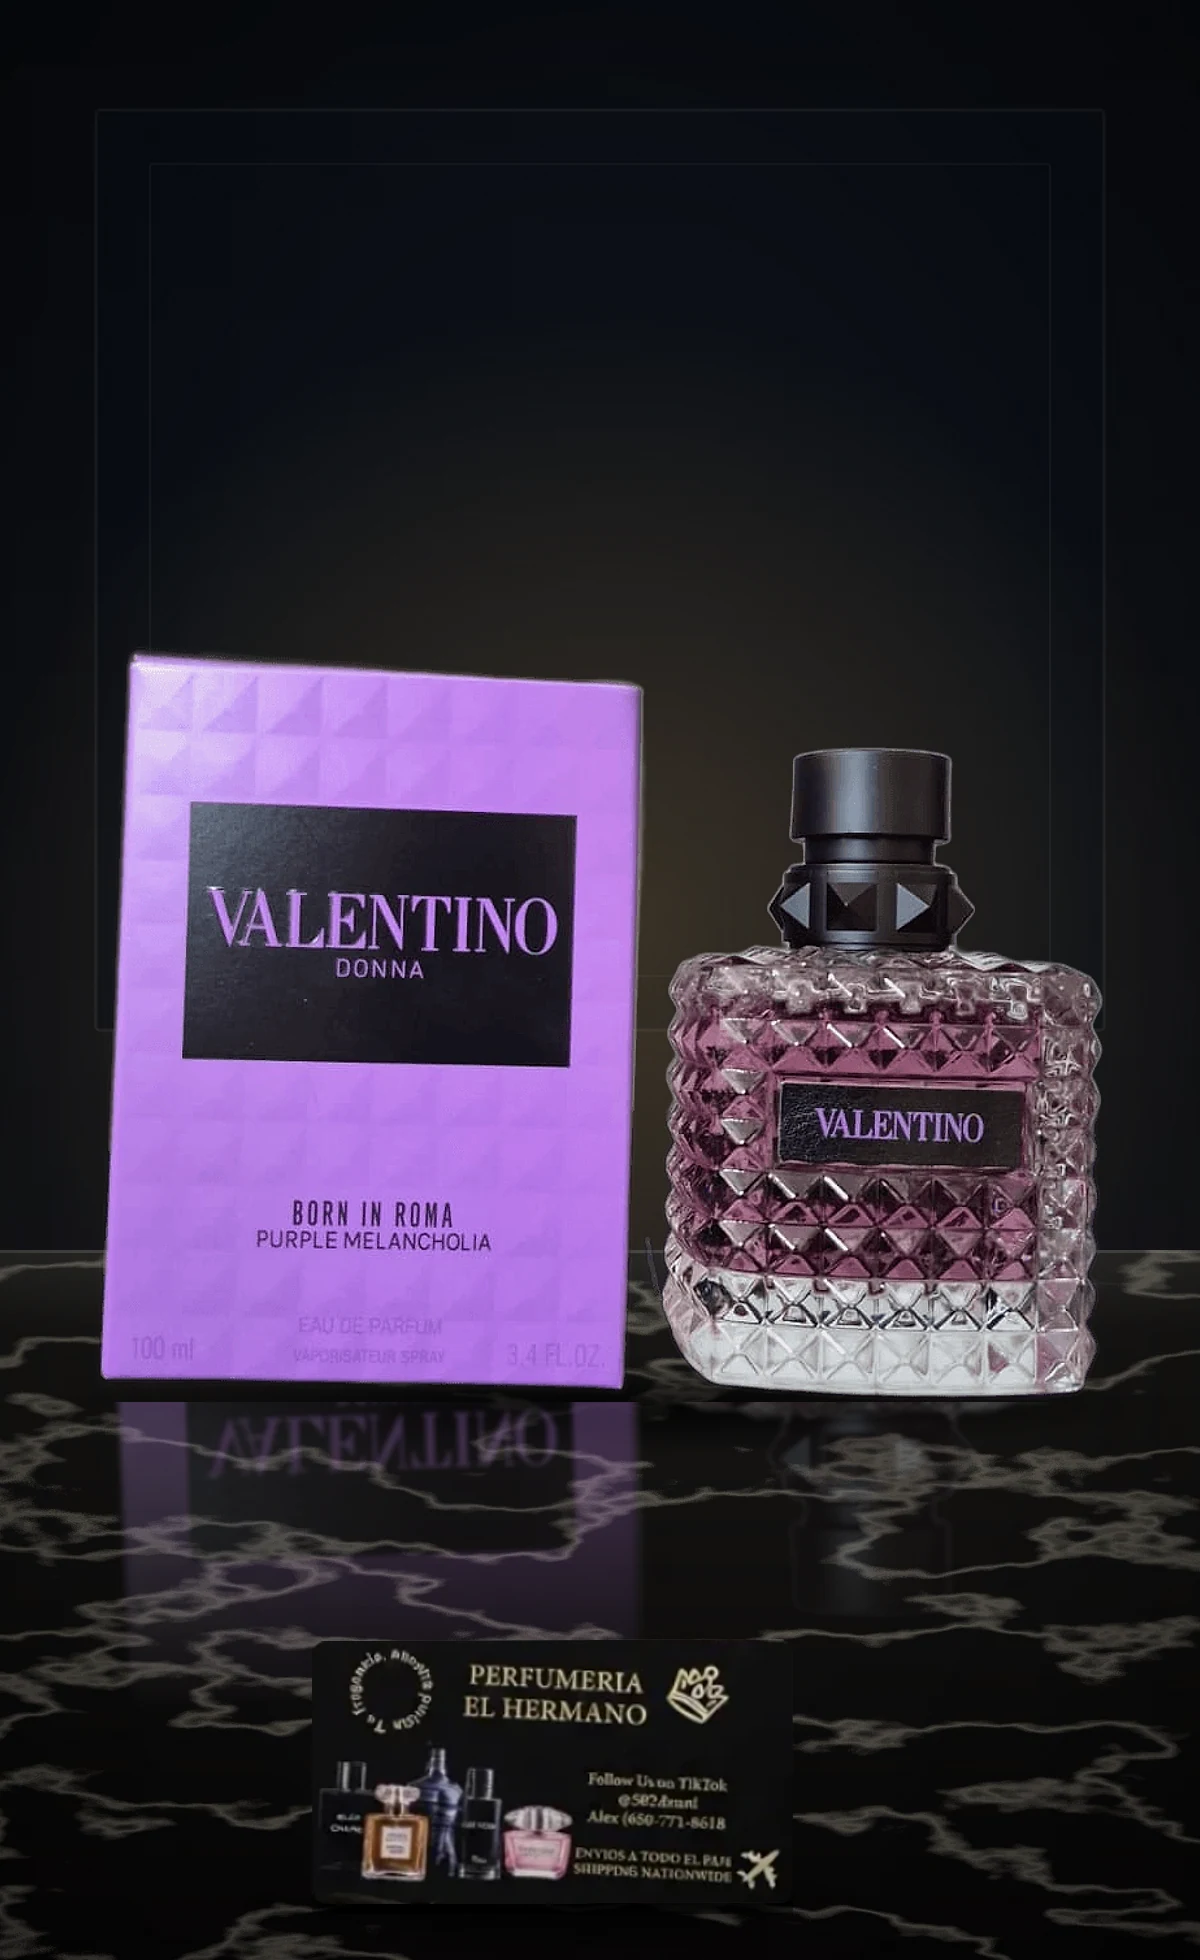 VALENTINO
DONNA
BORN IN ROMA
PURPLE MELANCHOLIA
EAU DE PARFUM
100 ml
VAPORISATEUR SPRAY
3.4 FL.OZ.
VALENTINO
VALENTINO
PERFUMERIA
EL HERMANO
Follow Us on TikTok
Alex (650-771-8618
ENVIOS A TODO EL PAIS
SHIPPING NATIONWIDE